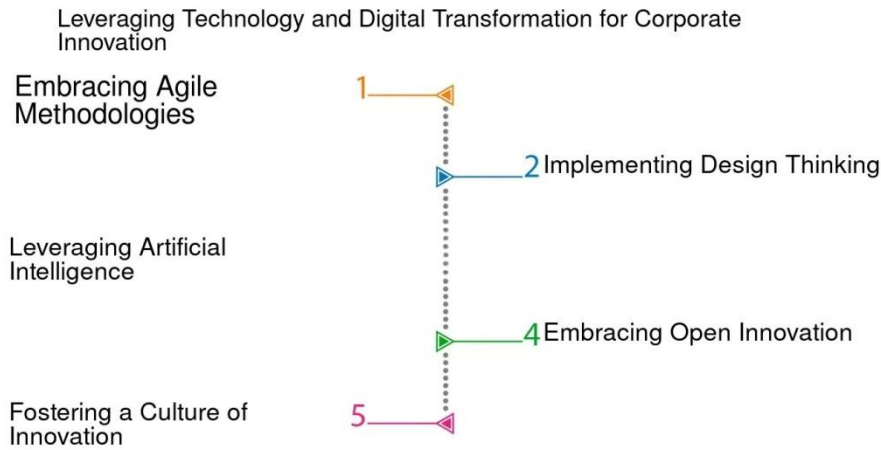 Leveraging Technology and Digital Transformation for Corporate
Innovation
Embracing Agile
Methodologies
1
2 Implementing Design Thinking
Leveraging Artificial
Intelligence
4 Embracing Open Innovation
Fostering a Culture of
Innovation
5